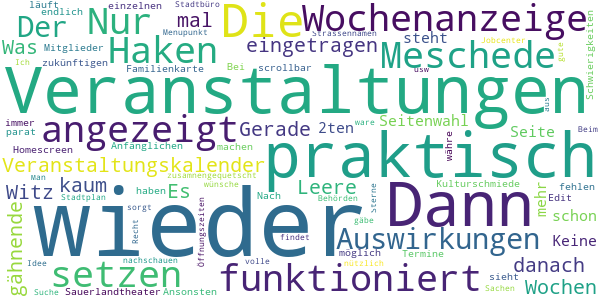 läuft einzelnen Stadtbüro
endlich
Der Nur mal Die Wochenanzeige
Menüpunkt Strassennamen Jobcenter
Was Mitglieder Haken eingetragen steht Meschede
zukünftigen Familienkarte Bei scrollbar usw gute
Ich Schwierigkeiten
Veranstaltungen
aus
immer angezeigt Gerade 2ten Seitenwahl ware Seite Beim
parat Anfänglichen
Homescreen machen währe praktisch
Veranstaltungskalender
zusammengequetscht
Man haben wünsche Kulturschmiede mehr fehlen
Witz kaum Es Leere Dann schon Edit
Stadtplan Nach Behörden Sterne
gähnende sorgt wieder gäbe Auswirkungen Keine
Recht Öffnungszeiten
Idee nachschauen findet möglich Termine danach
setzen volle funktioniert nützlich sieht
Suche Sauerlandtheater Ansonsten Sachen Wochen